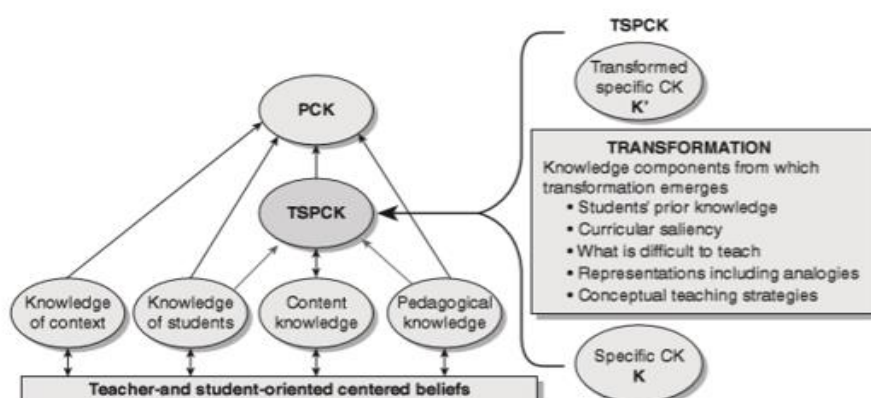 PCK
TSPCK
Knowledge
of context
Knowledge
of students
Content
knowledge
Pedagogical
knowledge
Teacher-and student-oriented centered beliefs
TSPCK
Transformed
specific CK
K'
TRANSFORMATION
Knowledge components from which
transformation emerges
• Students' prior knowledge
• Curricular saliency
• What is difficult to teach
• Representations including analogies
• Conceptual teaching strategies
Specific CK
K